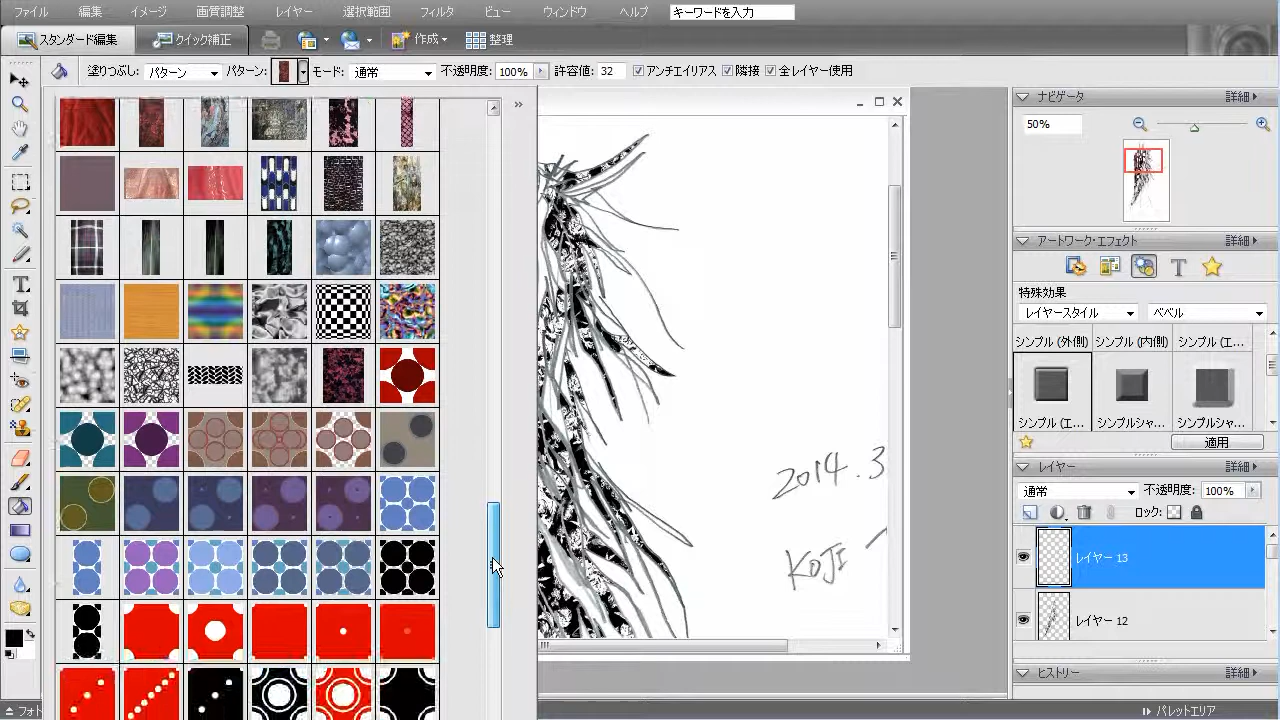 ファイル 編集 イメージ 画質調整 レイヤー 選択範囲 フィルタ ビュー ウィンドウ ヘルプ キーワードを入力
スタンダード編集 クイック補正 作成 整理
塗りつぶし: パターン パターン: モード: 通常 不透明度: 100% 許容値: 32 アンチエイリアス 隣接 全レイヤー使用
ナビゲータ 詳細
50%
アートワーク・エフェクト 詳細
特殊効果
レイヤースタイル ベベル
シンプル (外側) シンプル (内側) シンプル (エ...
シンプル (エ... シンプルシャ... シンプルシャ...
適用
レイヤー 詳細
通常 不透明度: 100%
ロック:
レイヤー 13
レイヤー 12
2014.3
KOJI
ヒストリー 詳細
フォト
パレットエリア